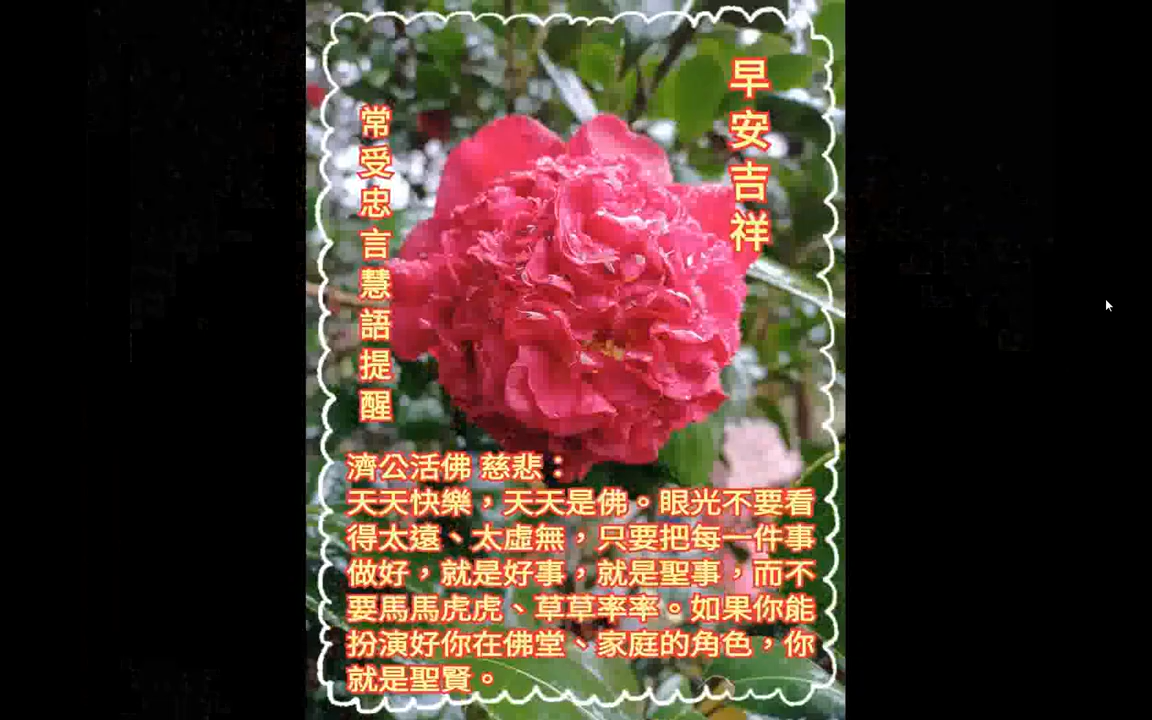 早安吉祥
常受忠言慧語提醒
濟公活佛 慈悲：
天天快樂，天天是佛。眼光不要看
得太遠、太虛無，只要把每一件事
做好，就是好事，就是聖事，而不
要馬馬虎虎、草草率率。如果你能
扮演好你在佛堂、家庭的角色，你
就是聖賢。